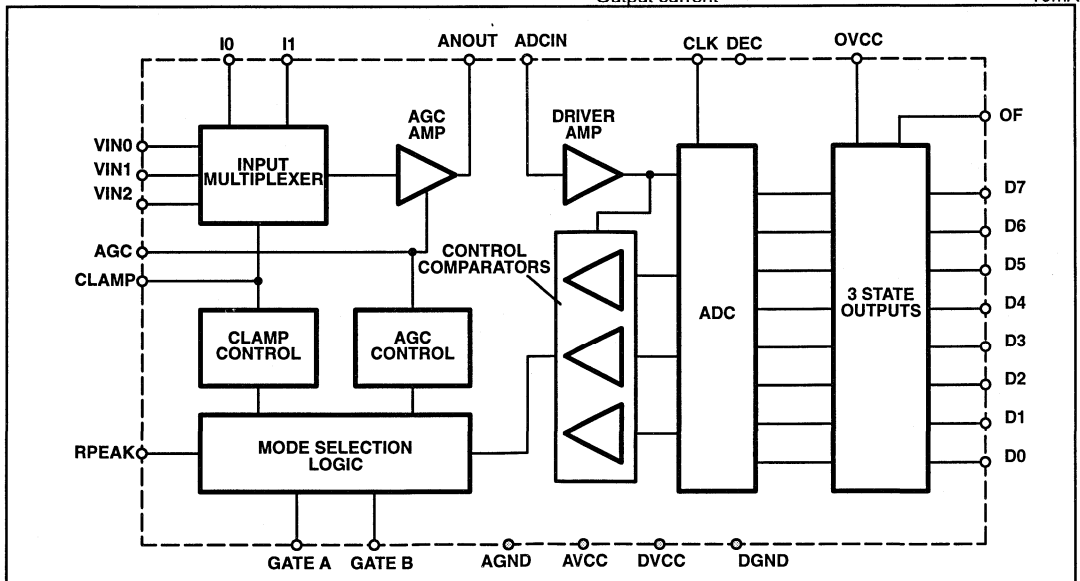 Output current
I0 I1 ANOUT ADCIN CLK DEC OVCC
AGC
AMP
DRIVER
AMP
OF
VIN0
VIN1
VIN2
INPUT
MULTIPLEXER
AGC
CLAMP
CONTROL
COMPARATORS
CLAMP
CONTROL
AGC
CONTROL
ADC
3 STATE
OUTPUTS
D7
D6
D5
D4
D3
D2
D1
D0
RPEAK
MODE SELECTION
LOGIC
GATE A GATE B AGND AVCC DVCC DGND